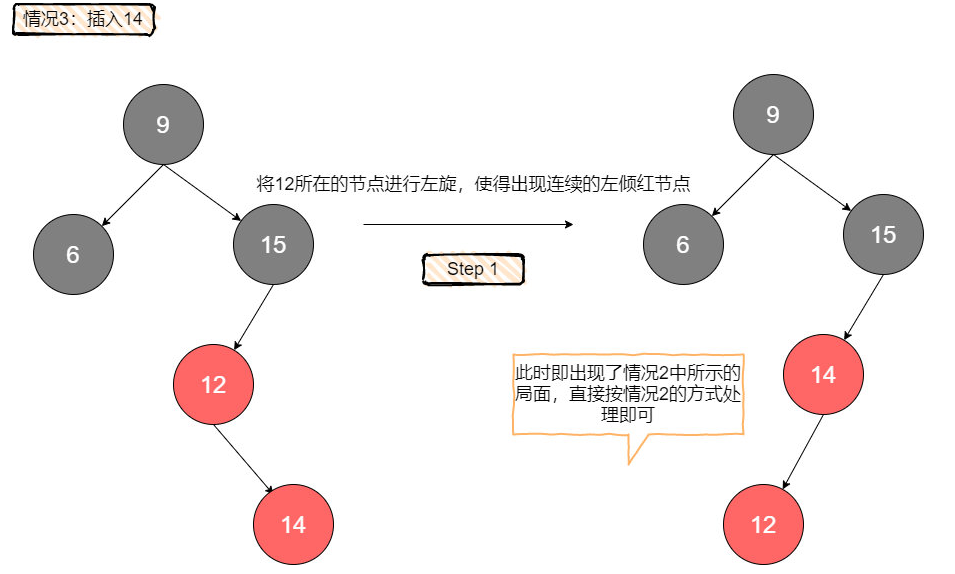 情况3：插入14
9
9
将12所在的节点进行左旋，使得出现连续的左倾红节点
6
15
6
15
Step 1
12
14
此时即出现了情况2中所示的
局面，直接按情况2的方式处
理即可
14
12